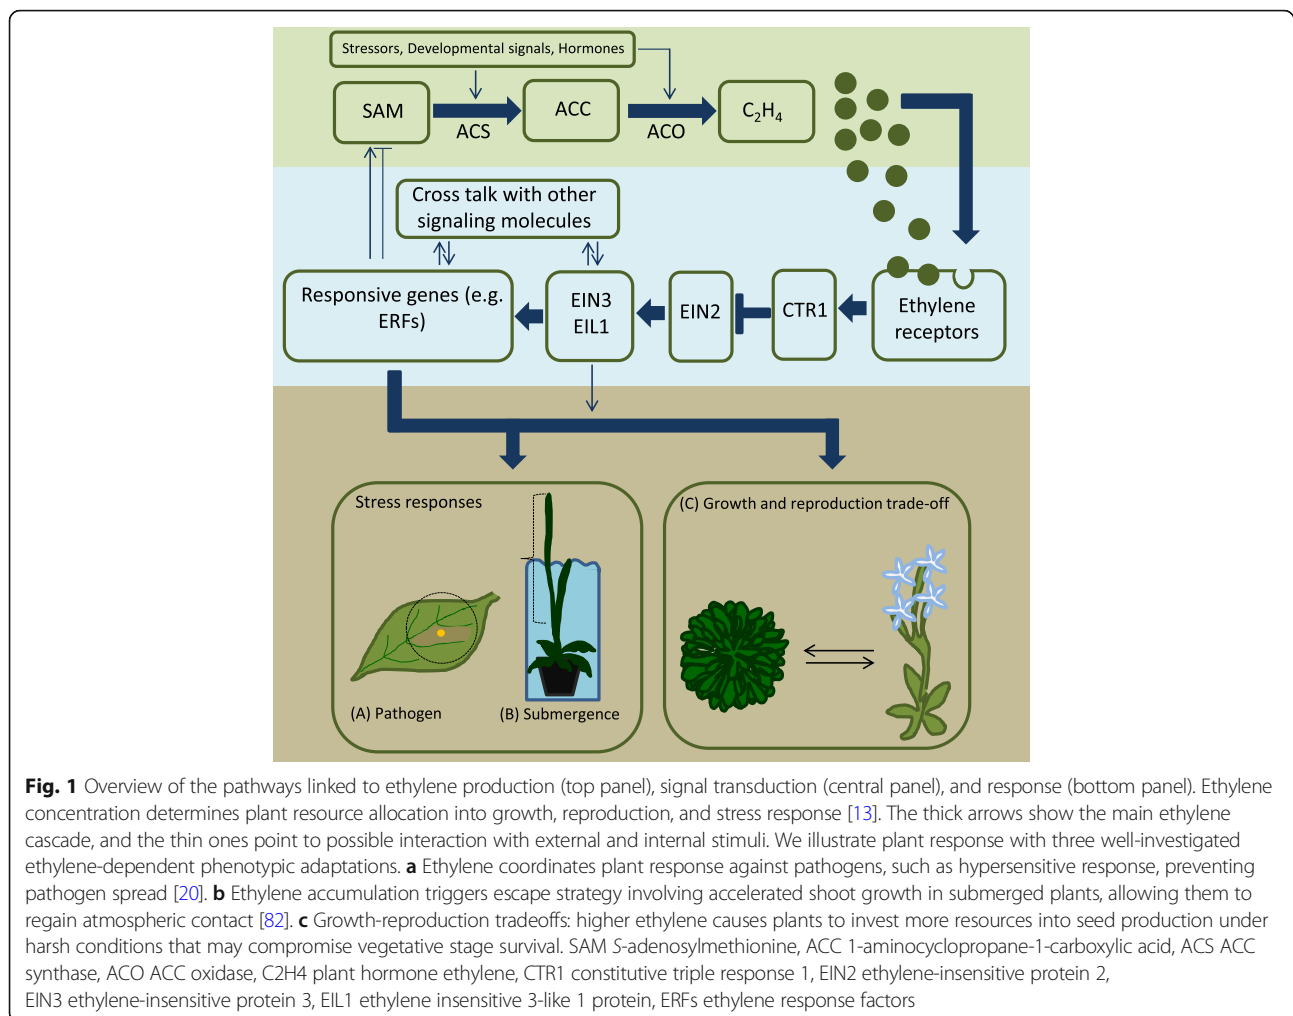 Stressors, Developmental signals, Hormones
SAM
ACS
ACC
ACO
C₂H₄
Cross talk with other
signaling molecules
Responsive genes (e.g.
ERFs)
EIN3
EIL1
EIN2
CTR1
Ethylene
receptors
Stress responses
(A) Pathogen
(B) Submergence
(C) Growth and reproduction trade-off
Fig. 1 Overview of the pathways linked to ethylene production (top panel), signal transduction (central panel), and response (bottom panel). Ethylene
concentration determines plant resource allocation into growth, reproduction, and stress response [13]. The thick arrows show the main ethylene
cascade, and the thin ones point to possible interaction with external and internal stimuli. We illustrate plant response with three well-investigated
ethylene-dependent phenotypic adaptations. a Ethylene coordinates plant response against pathogens, such as hypersensitive response, preventing
pathogen spread [20]. b Ethylene accumulation triggers escape strategy involving accelerated shoot growth in submerged plants, allowing them to
regain atmospheric contact [82]. c Growth-reproduction tradeoffs: higher ethylene causes plants to invest more resources into seed production under
harsh conditions that may compromise vegetative stage survival. SAM S-adenosylmethionine, ACC 1-aminocyclopropane-1-carboxylic acid, ACS ACC
synthase, ACO ACC oxidase, C2H4 plant hormone ethylene, CTR1 constitutive triple response 1, EIN2 ethylene-insensitive protein 2,
EIN3 ethylene-insensitive protein 3, EIL1 ethylene insensitive 3-like 1 protein, ERFs ethylene response factors